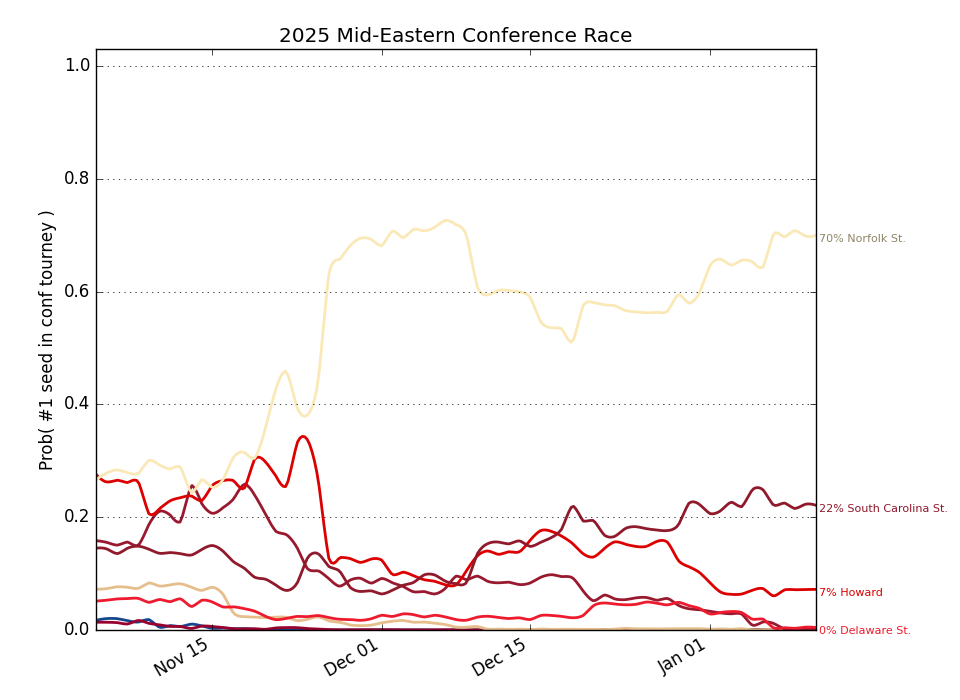 2025 Mid-Eastern Conference Race
Prob( #1 seed in conf tourney )
1.0
0.8
0.6
0.4
0.2
0.0
Nov 15
Dec 01
Dec 15
Jan 01
70% Norfolk St.
22% South Carolina St.
7% Howard
0% Delaware St.